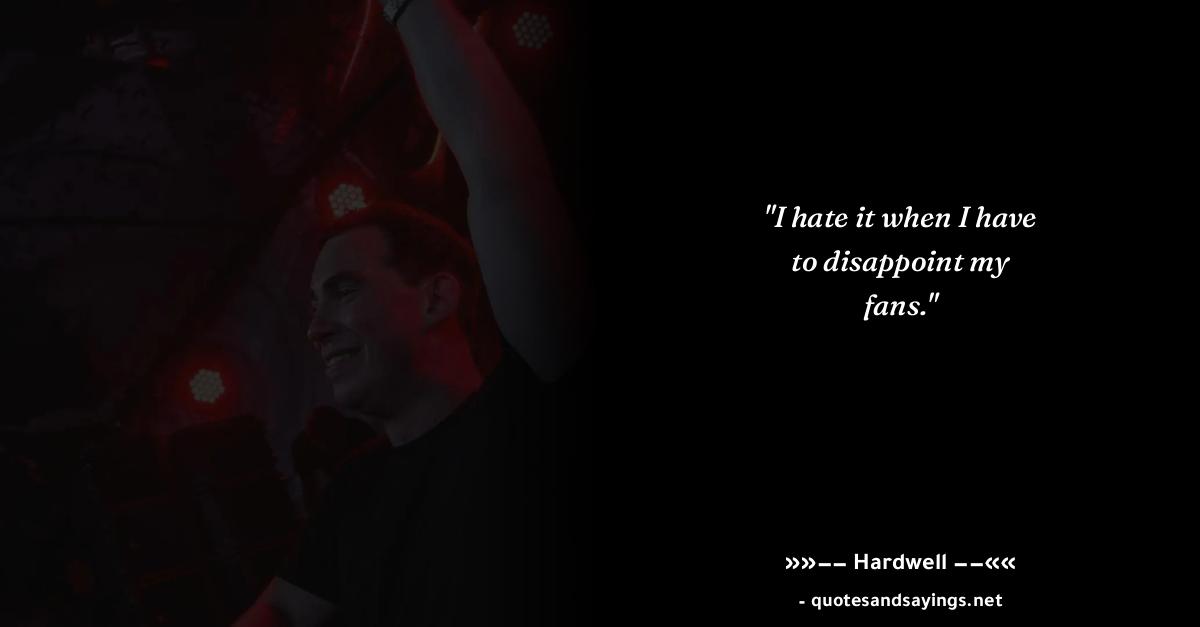 "I hate it when I have
to disappoint my
fans."
»»−− Hardwell −−««
- quotesandsayings.net